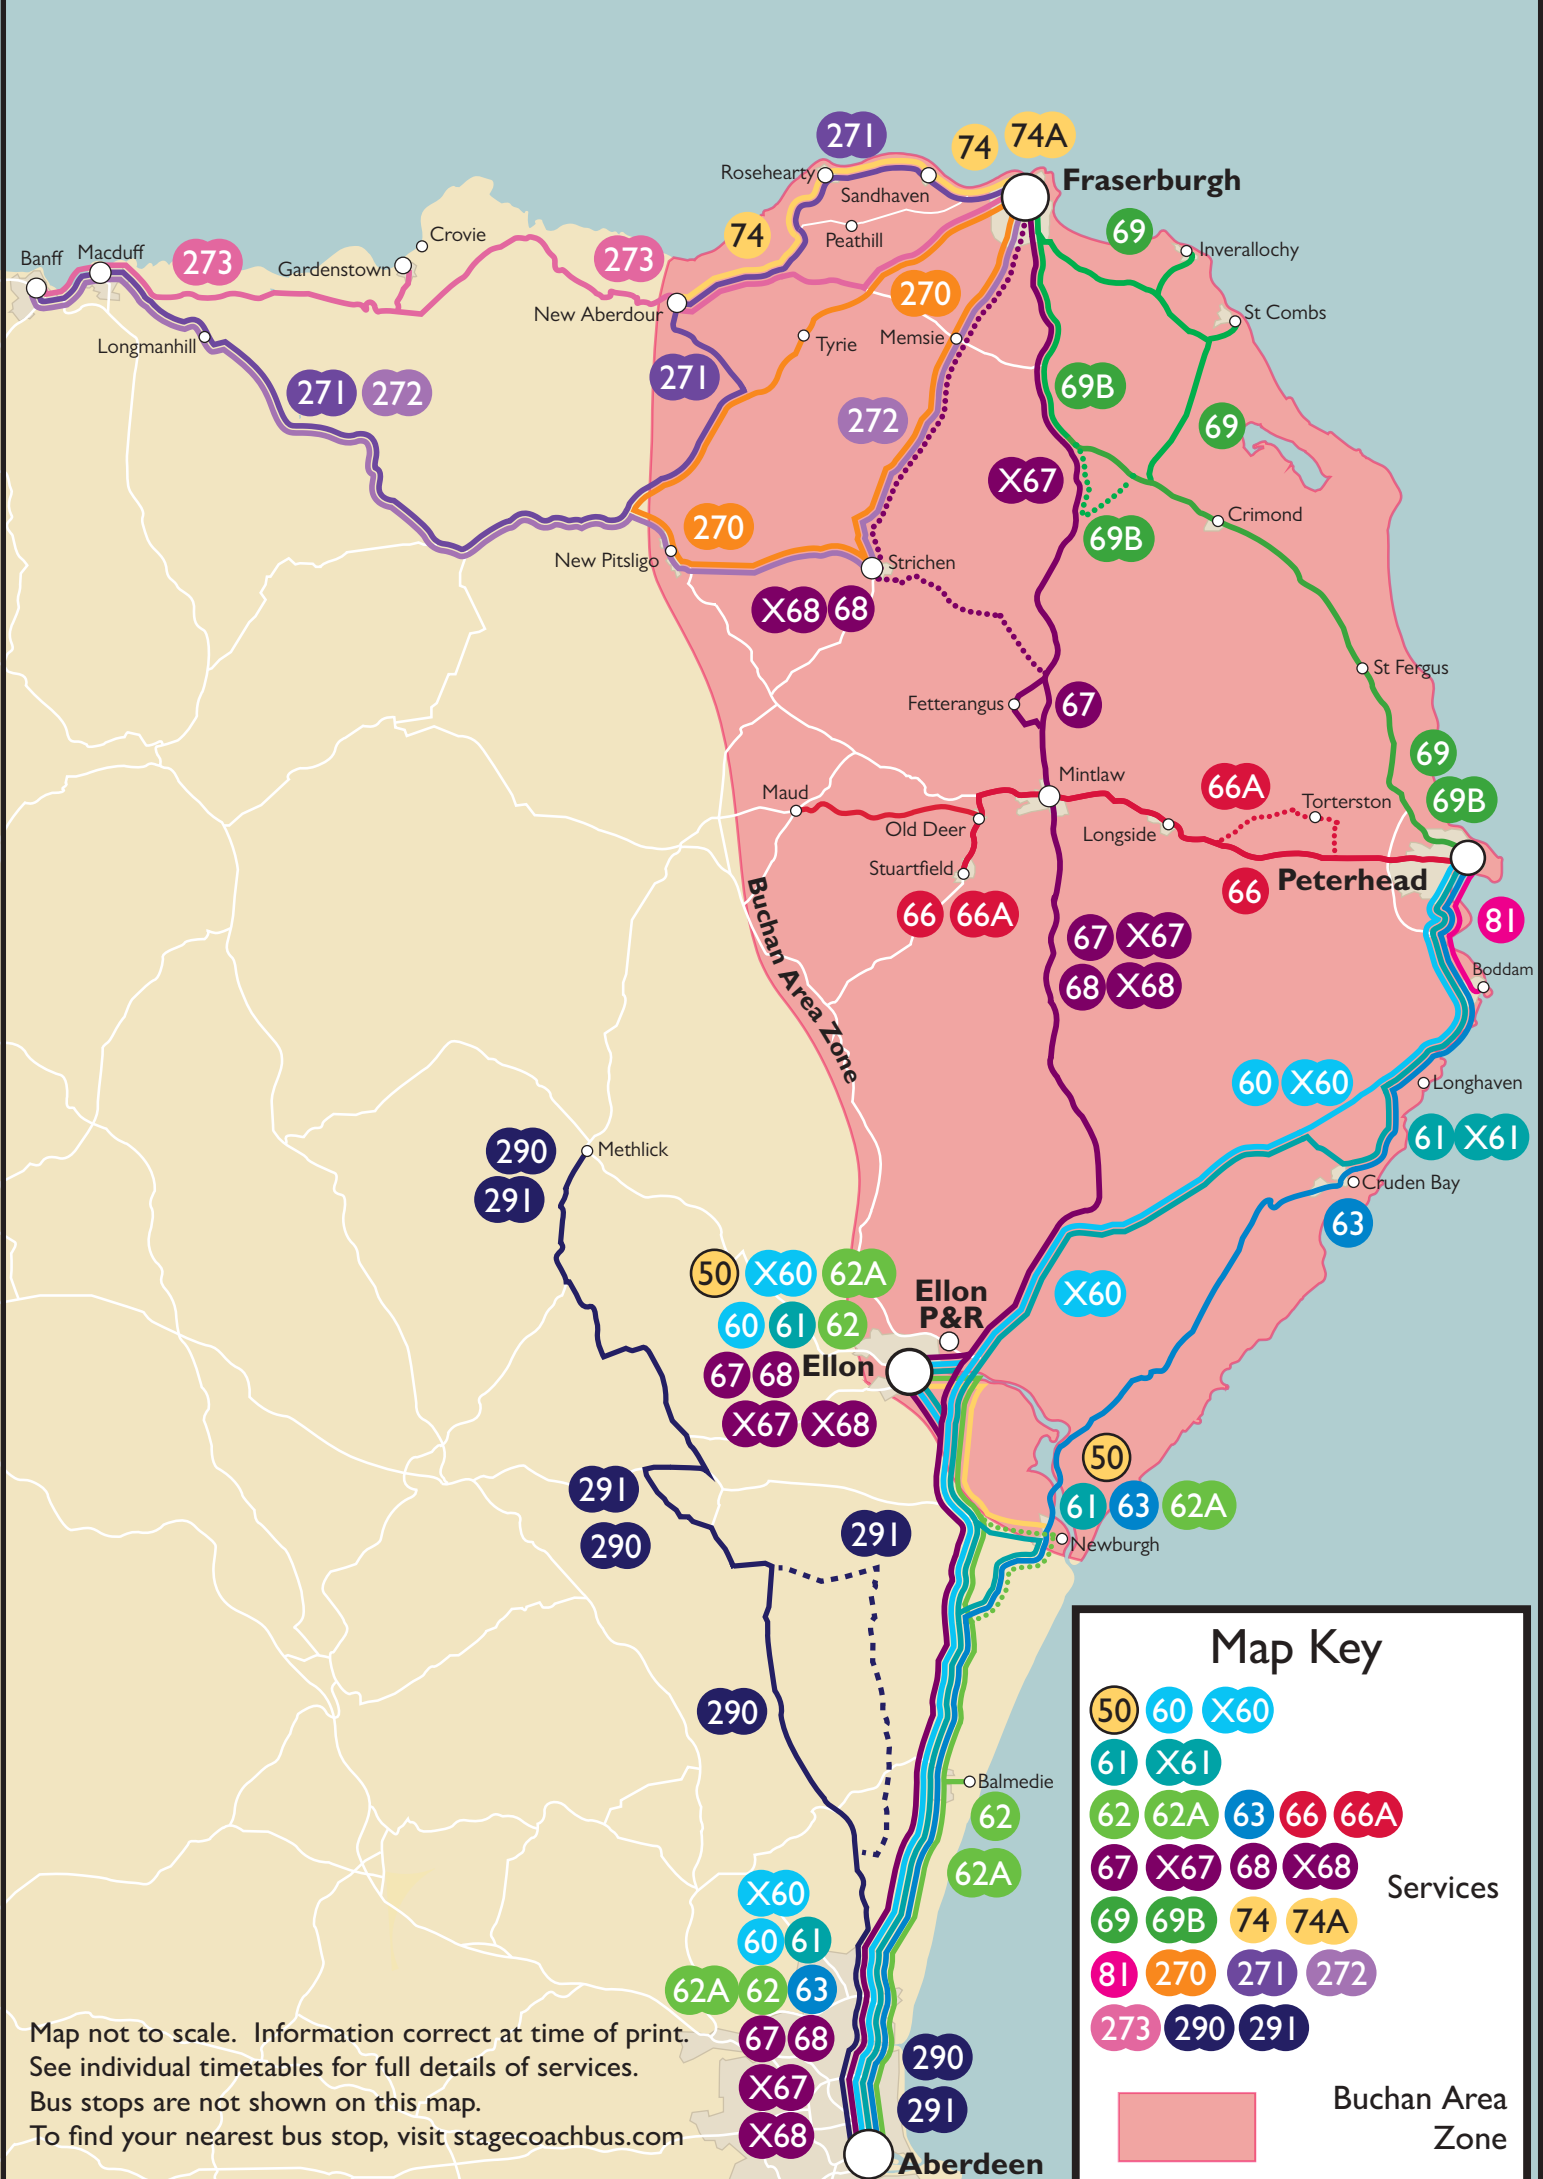 271
74
74A
Rosehearty
Fraserburgh
Sandhaven
74
Peathill
69
Inverallochy
Crovie
Banff
Macduff
273
Gardenstown
273
270
New Aberdour
St Combs
Longmanhill
Tyrie
Memsie
271
272
271
69B
272
69
X67
Crimond
270
69B
New Pitsligo
Strichen
X68
68
St Fergus
Fetterangus
67
69
Mintlaw
66A
Maud
Torterston
69B
Old Deer
Longside
Stuartfield
66
Peterhead
66
66A
81
67
X67
Boddam
68
X68
Buchan Area Zone
60
X60
Longhaven
61
X61
290
Methlick
291
Cruden Bay
63
50
X60
62A
Ellon
P&R
X60
60
61
62
67
68
Ellon
X67
X68
50
291
61
63
62A
290
291
Newburgh
290
Balmedie
62
62A
X60
60
61
62A
62
63
67
68
X67
X68
290
291
Aberdeen
Map not to scale. Information correct at time of print.
See individual timetables for full details of services.
Bus stops are not shown on this map.
To find your nearest bus stop, visit stagecoachbus.com
Map Key
50 60 X60
61 X61
62 62A 63 66 66A
67 X67 68 X68
Services
69 69B 74 74A
81 270 271 272
273 290 291
Buchan Area
Zone